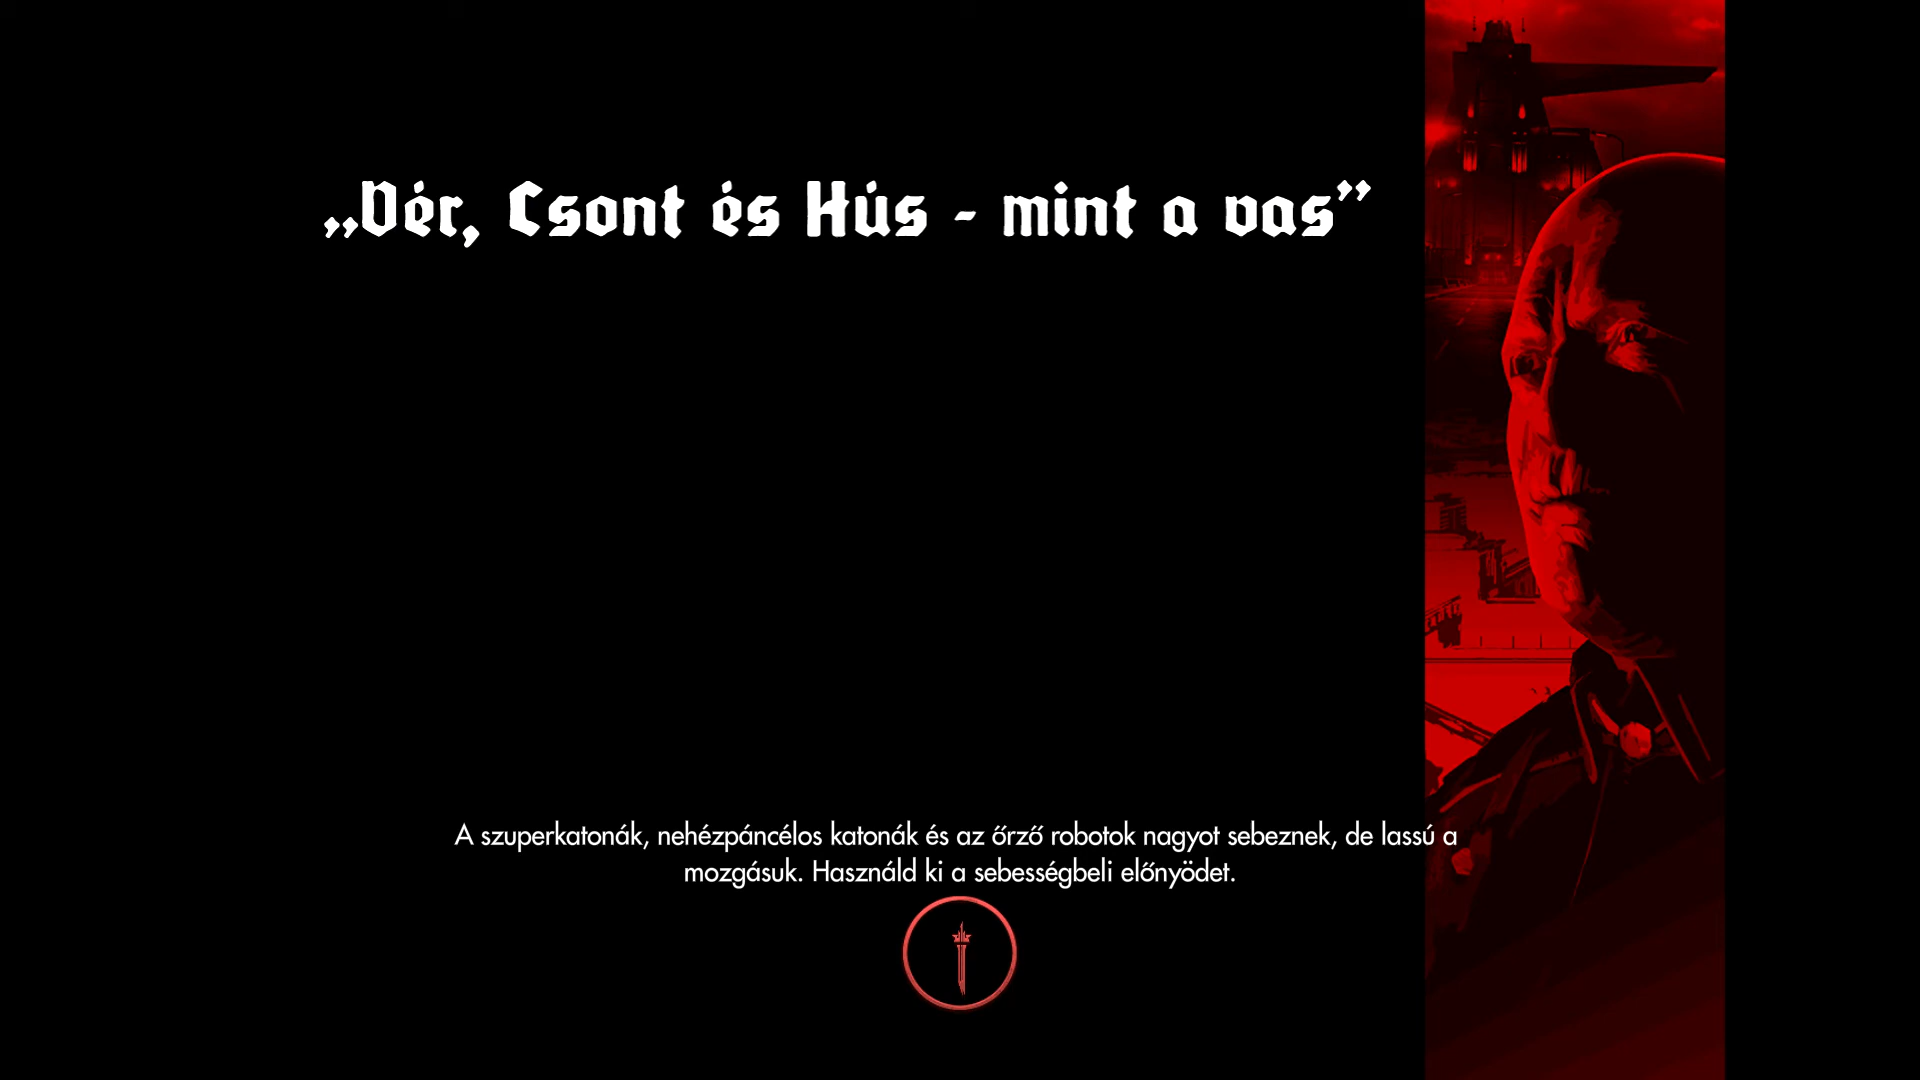 „Vér, Csont és Hús - mint a vas”
A szuperkatonák, nehézpáncélos katonák és az őrző robotok nagyot sebeznek, de lassú a
mozgásuk. Használd ki a sebességbeli előnyödet.